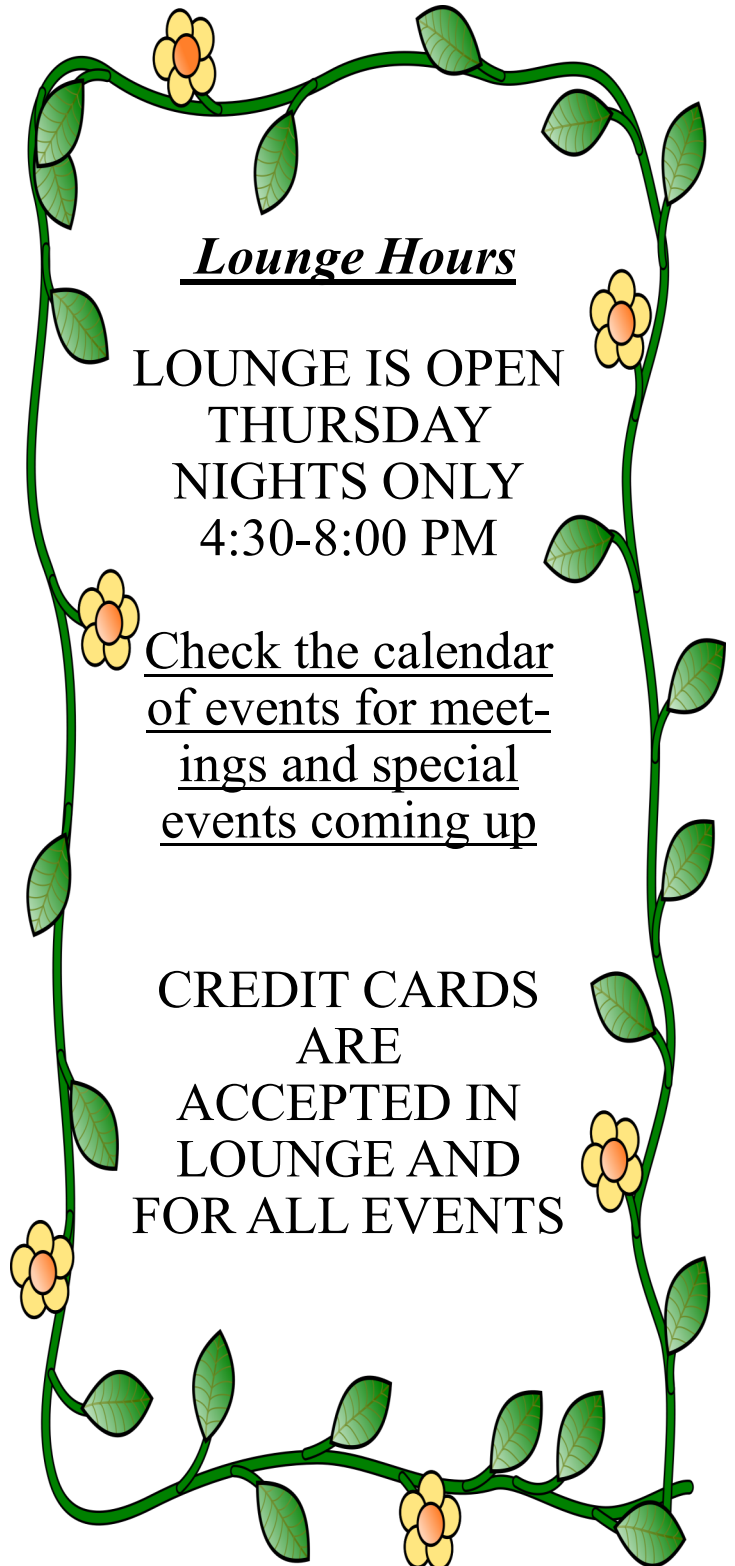 Lounge Hours
LOUNGE IS OPEN
THURSDAY
NIGHTS ONLY
4:30-8:00 PM
Check the calendar
of events for meet-
ings and special
events coming up
CREDIT CARDS
ARE
ACCEPTED IN
LOUNGE AND
FOR ALL EVENTS